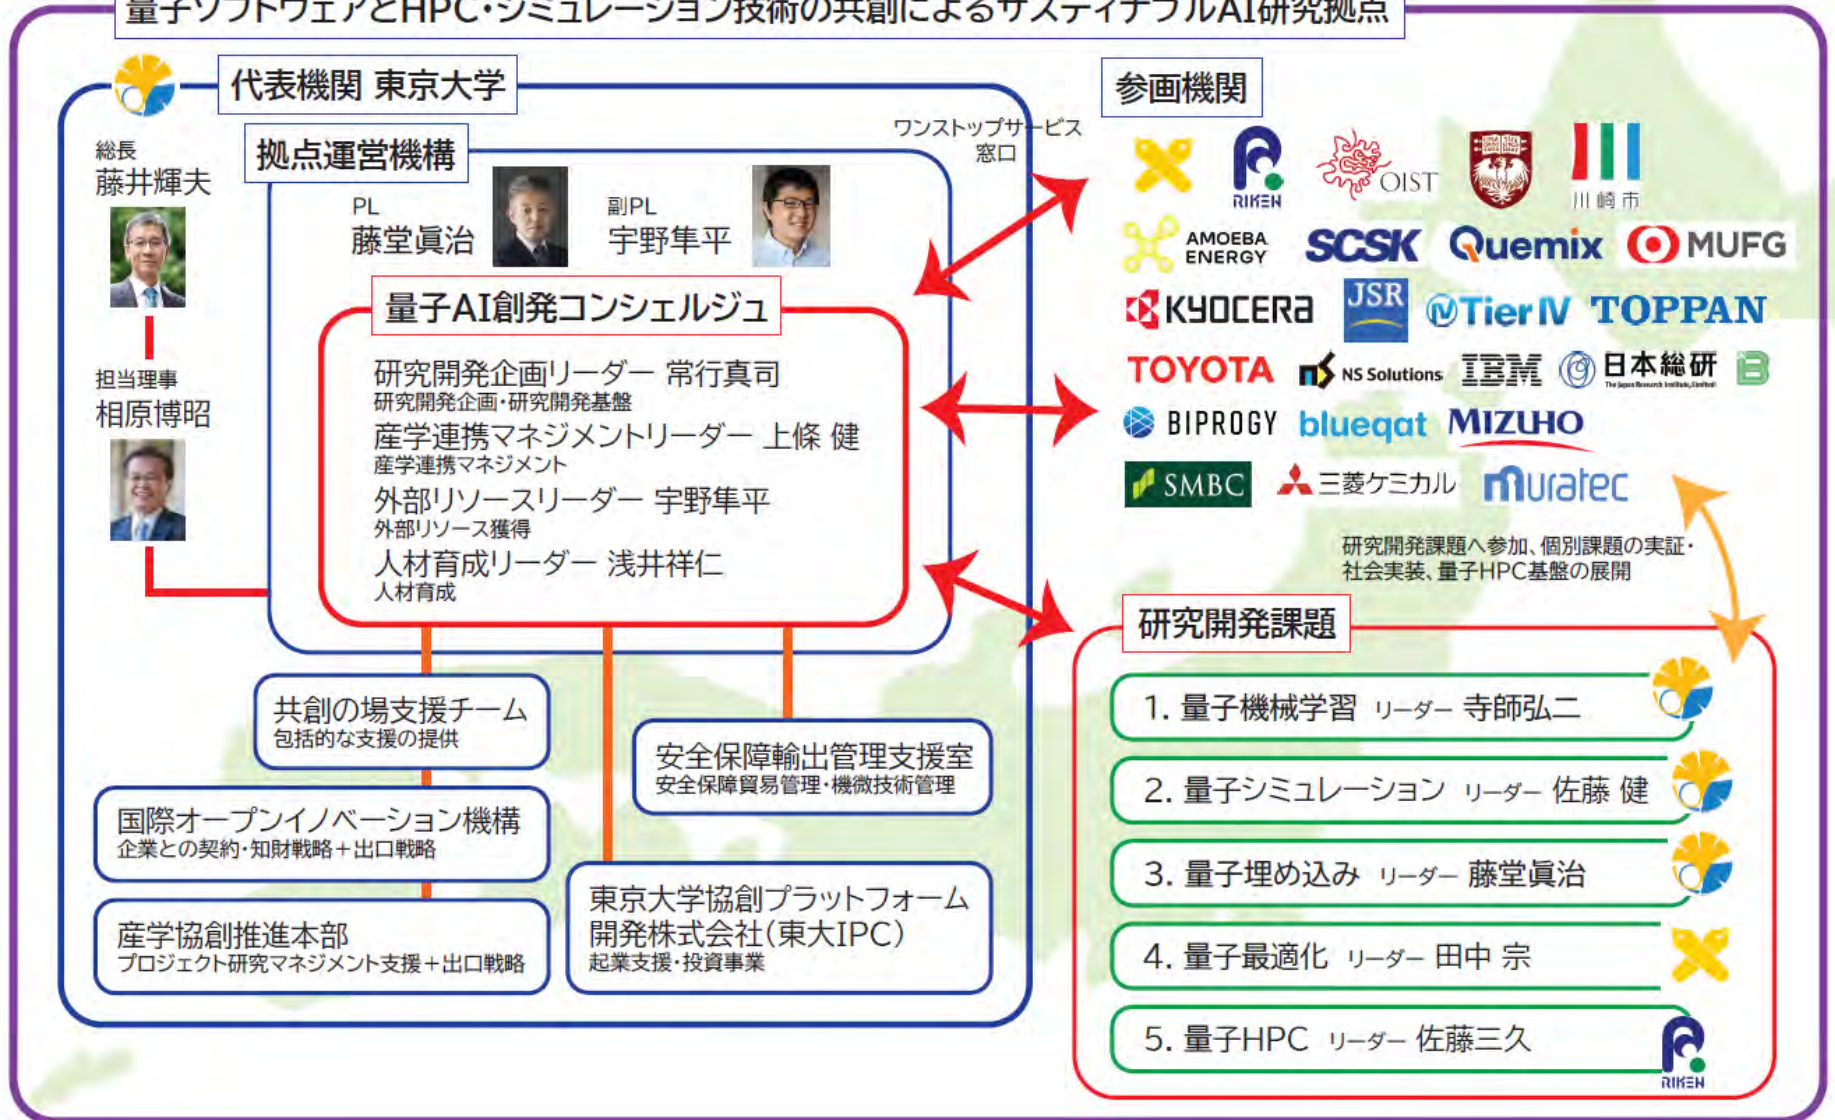 量子ソフトウェアとHPC・シミュレーション技術の共創によるサスティナブルAI研究拠点
代表機関 東京大学
総長
藤井輝夫
担当理事
相原博昭
拠点運営機構
PL
藤堂眞治
副PL
宇野隼平
ワンストップサービス
窓口
量子AI創発コンシェルジュ
研究開発企画リーダー 常行真司
研究開発企画・研究開発基盤
産学連携マネジメントリーダー 上條 健
産学連携マネジメント
外部リソースリーダー 宇野隼平
外部リソース獲得
人材育成リーダー 浅井祥仁
人材育成
共創の場支援チーム
包括的な支援の提供
国際オープンイノベーション機構
企業との契約・知財戦略＋出口戦略
産学協創推進本部
プロジェクト研究マネジメント支援＋出口戦略
安全保障輸出管理支援室
安全保障貿易管理・機微技術管理
東京大学協創プラットフォーム
開発株式会社（東大IPC）
起業支援・投資事業
参画機関
RIKEN
OIST
川崎市
AMOEBA
ENERGY
SCSK
Quemix
MUFG
KYOCERA
JSR
Tier IV
TOPPAN
TOYOTA
NS Solutions
IBM
日本総研
The Japan Research Institute, Limited
BIPROGY
blueqat
MIZUHO
SMBC
三菱ケミカル
muratec
研究開発課題へ参加、個別課題の実証・
社会実装、量子HPC基盤の展開
研究開発課題
1. 量子機械学習 リーダー 寺師弘二
2. 量子シミュレーション リーダー 佐藤 健
3. 量子埋め込み リーダー 藤堂眞治
4. 量子最適化 リーダー 田中 宗
5. 量子HPC リーダー 佐藤三久
RIKEN